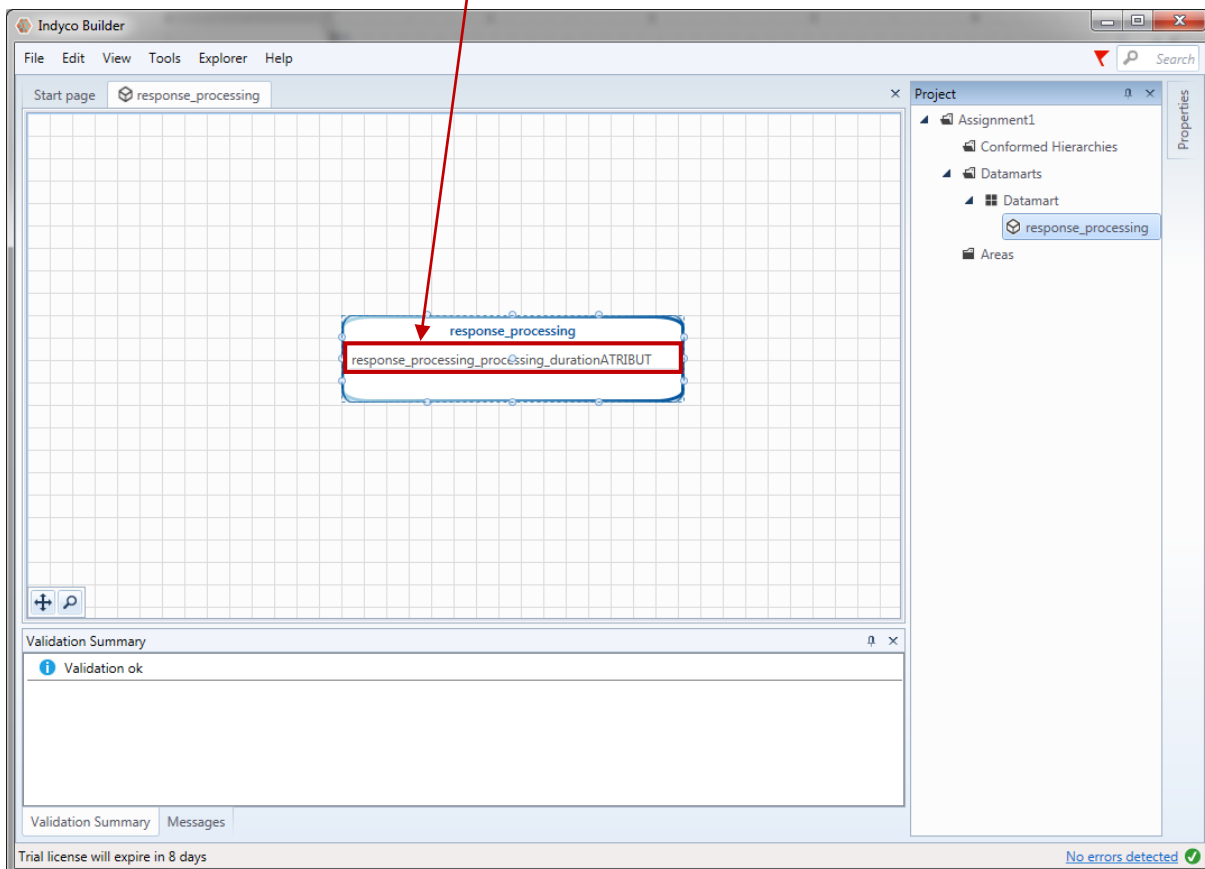 Indyco Builder
File Edit View Tools Explorer Help
Search
Start page response_processing
Project
Properties
Assignment1
Conformed Hierarchies
Datamarts
Datamart
response_processing
Areas
response_processing
response_processing_processing_durationATRIBUT
Validation Summary
Validation ok
Validation Summary Messages
Trial license will expire in 8 days
No errors detected